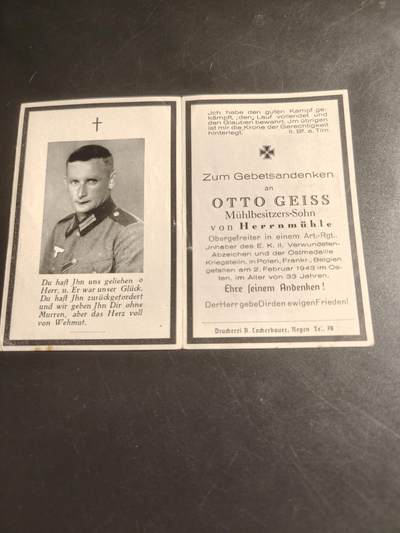 Du hast Ihn uns geliehen o
Herr, u. Er war unser Glück.
Du hast Ihn zurückgefordert
und wir geben Ihn Dir ohne
Murren, aber das Herz voll
von Wehmut.
Ich habe den guten Kampf ge-
kämpft, den Lauf vollendet und
den Glauben bewahrt. Im übrigen
ist mir die Krone der Gerechtigkeit
hinterlegt.
II. Bf. a. Tim.
Zum Gebetsandenken
an
OTTO GEISS
Mühlbesitzers-Sohn
von Herrnmühle
Obergefreiter in einem Art.-Rgt.,
Inhaber des E. K. II, Verwundeten-
Abzeichen und der Ostmedaille
Kriegsteiln. in Polen, Frankr., Belgien
gefallen am 2. Februar 1943 im Os-
ten, im Alter von 33 Jahren.
Ehre seinem Andenken!
Der Herr gebe Dir den ewigen Frieden!
Druckerei A. Lackerbauer, Regen